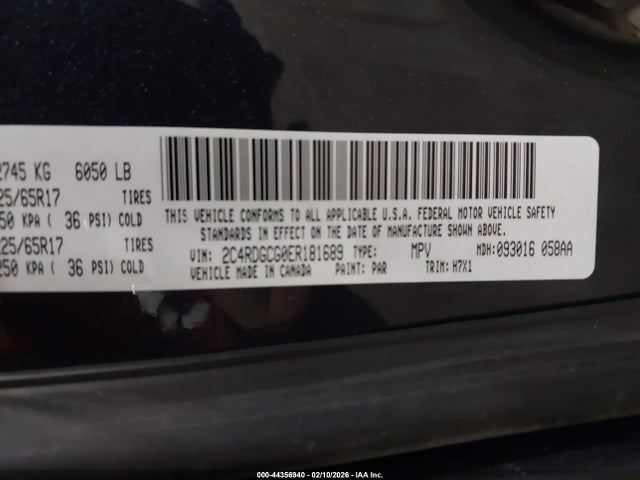 2745 KG 6050 LB
25/65R17 TIRES
250 KPA ( 36 PSI) COLD
225/65R17 TIRES
250 KPA ( 36 PSI) COLD
THIS VEHICLE CONFORMS TO ALL APPLICABLE U.S.A. FEDERAL MOTOR VEHICLE SAFETY
STANDARDS IN EFFECT ON THE DATE OF MANUFACTURE SHOWN ABOVE.
VIN: 2C4RDGCG0ER181689 TYPE: MPV MDH: 093016 058AA
VEHICLE MADE IN CANADA PAINT: PAR TRIM: H7X1
000-44356940 - 02/10/2026 - IAA Inc.